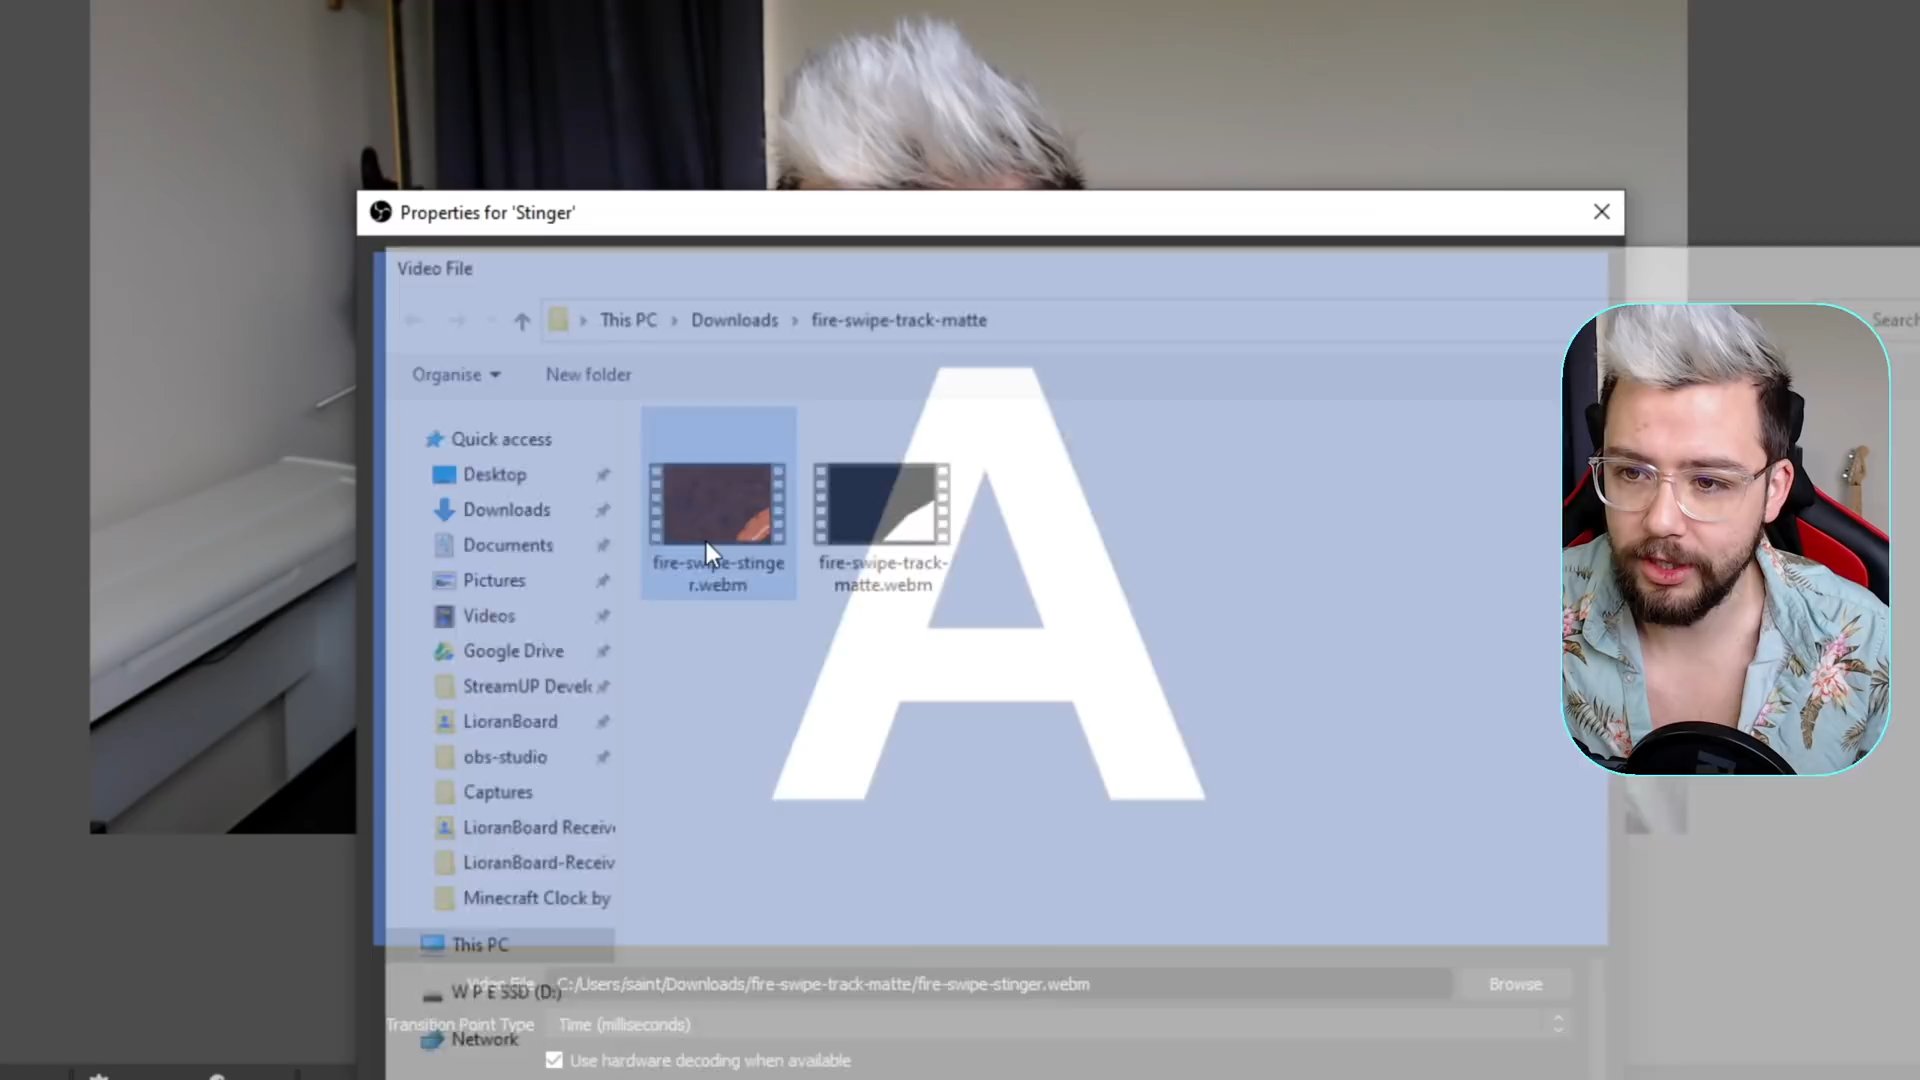 Properties for 'Stinger'
Video File
This PC > Downloads > fire-swipe-track-matte
Search
Organise
New folder
Quick access
Desktop
Downloads
Documents
Pictures
Videos
Google Drive
StreamUP Develo
LioranBoard
obs-studio
Captures
LioranBoard Receive
LioranBoard-Receiv
Minecraft Clock by
This PC
W P E SSD (D:)
Network
fire-swipe-stinge
r.webm
fire-swipe-track-
matte.webm
A
Video File
C:/Users/saint/Downloads/fire-swipe-track-matte/fire-swipe-stinger.webm
Browse
Transition Point Type
Time (milliseconds)
Use hardware decoding when available